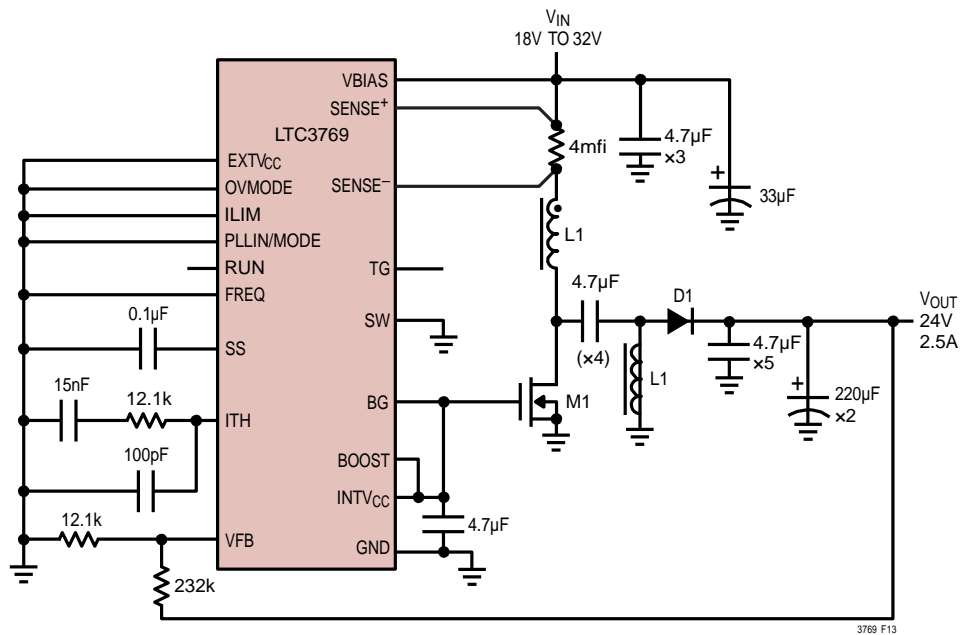 VIN
18V TO 32V
VBIAS
SENSE+
LTC3769
4mfi
4.7µF
×3
EXTVCC
OVMODE
SENSE–
33µF
+
ILIM
L1
PLLIN/MODE
RUN
TG
4.7µF
FREQ
D1
VOUT
24V
2.5A
0.1µF
SW
SS
(×4)
L1
4.7µF
×5
15nF
12.1k
BG
M1
+
220µF
×2
ITH
100pF
BOOST
INTVCC
12.1k
4.7µF
VFB
GND
232k
3769 F13